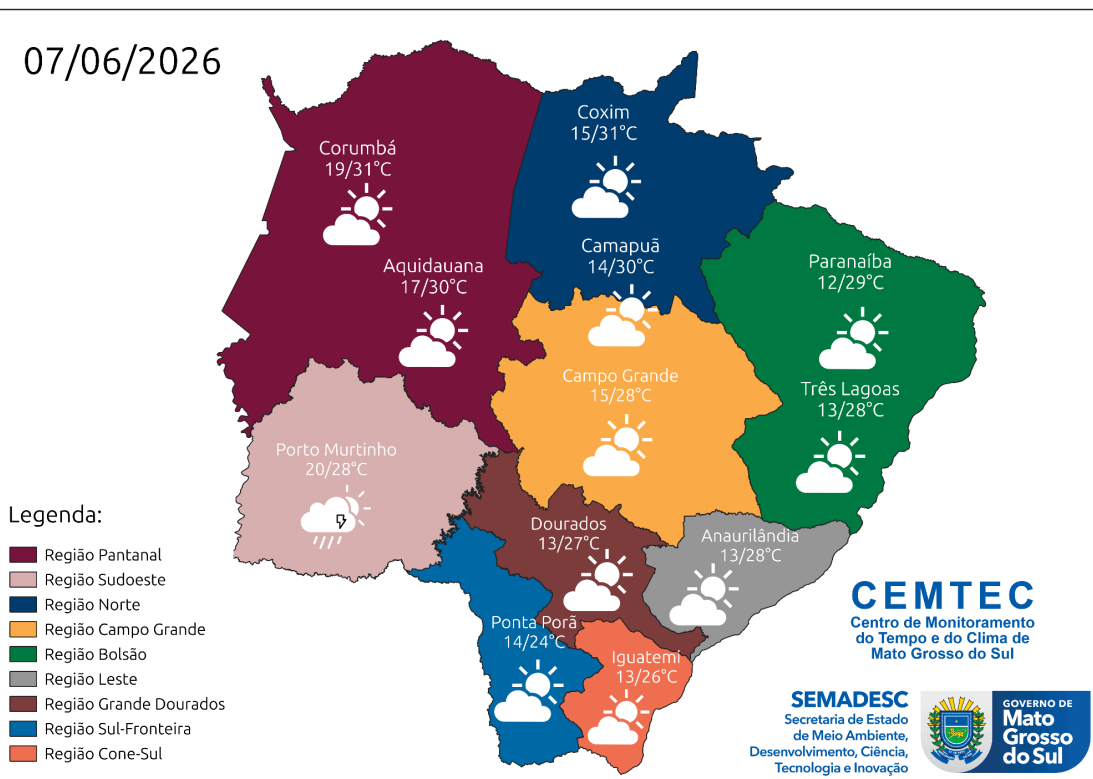 07/06/2026
Coxim
15/31°C
Corumbá
19/31°C
Camapuã
14/30°C
Aquidauana
17/30°C
Paranaíba
12/29°C
Campo Grande
15/28°C
Três Lagoas
13/28°C
Porto Murtinho
20/28°C
Dourados
13/27°C
Anaurilândia
13/28°C
Ponta Porã
14/24°C
Iguatemi
13/26°C
Legenda:
Região Pantanal
Região Sudoeste
Região Norte
Região Campo Grande
Região Bolsão
Região Leste
Região Grande Dourados
Região Sul-Fronteira
Região Cone-Sul
CEMTEC
Centro de Monitoramento
do Tempo e do Clima de
Mato Grosso do Sul
SEMADESC
Secretaria de Estado
de Meio Ambiente,
Desenvolvimento, Ciência,
Tecnologia e Inovação
GOVERNO DE
Mato
Grosso
do Sul